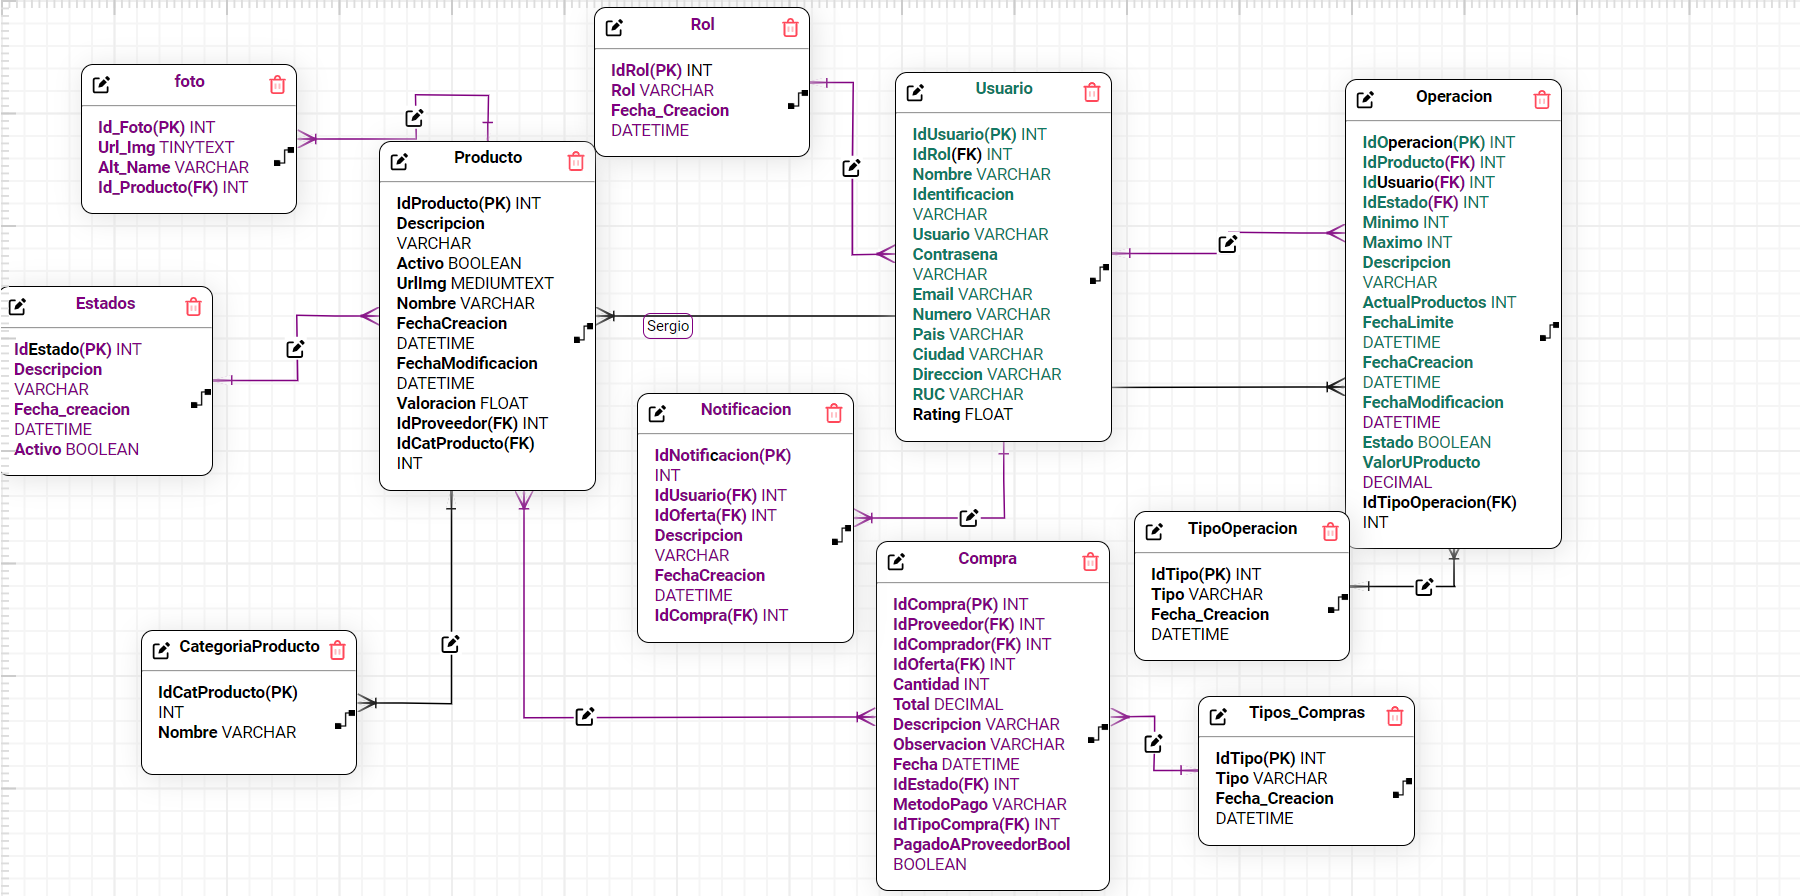 Rol
IdRol(PK) INT
Rol VARCHAR
Fecha_Creacion
DATETIME
foto
Id_Foto(PK) INT
Url_Img TINYTEXT
Alt_Name VARCHAR
Id_Producto(FK) INT
Producto
IdProducto(PK) INT
Descripcion
VARCHAR
Activo BOOLEAN
UrlImg MEDIUMTEXT
Nombre VARCHAR
FechaCreacion
DATETIME
FechaModificacion
DATETIME
Valoracion FLOAT
IdProveedor(FK) INT
IdCatProducto(FK)
INT
Usuario
IdUsuario(PK) INT
IdRol(FK) INT
Nombre VARCHAR
Identificacion
VARCHAR
Usuario VARCHAR
Contrasena
VARCHAR
Email VARCHAR
Numero VARCHAR
Pais VARCHAR
Ciudad VARCHAR
Direccion VARCHAR
RUC VARCHAR
Rating FLOAT
Operacion
IdOperacion(PK) INT
IdProducto(FK) INT
IdUsuario(FK) INT
IdEstado(FK) INT
Minimo INT
Maximo INT
Descripcion
VARCHAR
ActualProductos INT
FechaLimite
DATETIME
FechaCreacion
DATETIME
FechaModificacion
DATETIME
Estado BOOLEAN
ValorUProducto
DECIMAL
IdTipoOperacion(FK)
INT
Estados
IdEstado(PK) INT
Descripcion
VARCHAR
Fecha_creacion
DATETIME
Activo BOOLEAN
Sergio
Notificacion
IdNotificacion(PK)
INT
IdUsuario(FK) INT
IdOferta(FK) INT
Descripcion
VARCHAR
FechaCreacion
DATETIME
IdCompra(FK) INT
TipoOperacion
IdTipo(PK) INT
Tipo VARCHAR
Fecha_Creacion
DATETIME
Compra
IdCompra(PK) INT
IdProveedor(FK) INT
IdComprador(FK) INT
IdOferta(FK) INT
Cantidad INT
Total DECIMAL
Descripcion VARCHAR
Observacion VARCHAR
Fecha DATETIME
IdEstado(FK) INT
MetodoPago VARCHAR
IdTipoCompra(FK) INT
PagadoAProveedorBool
BOOLEAN
CategoriaProducto
IdCatProducto(PK)
INT
Nombre VARCHAR
Tipos_Compras
IdTipo(PK) INT
Tipo VARCHAR
Fecha_Creacion
DATETIME